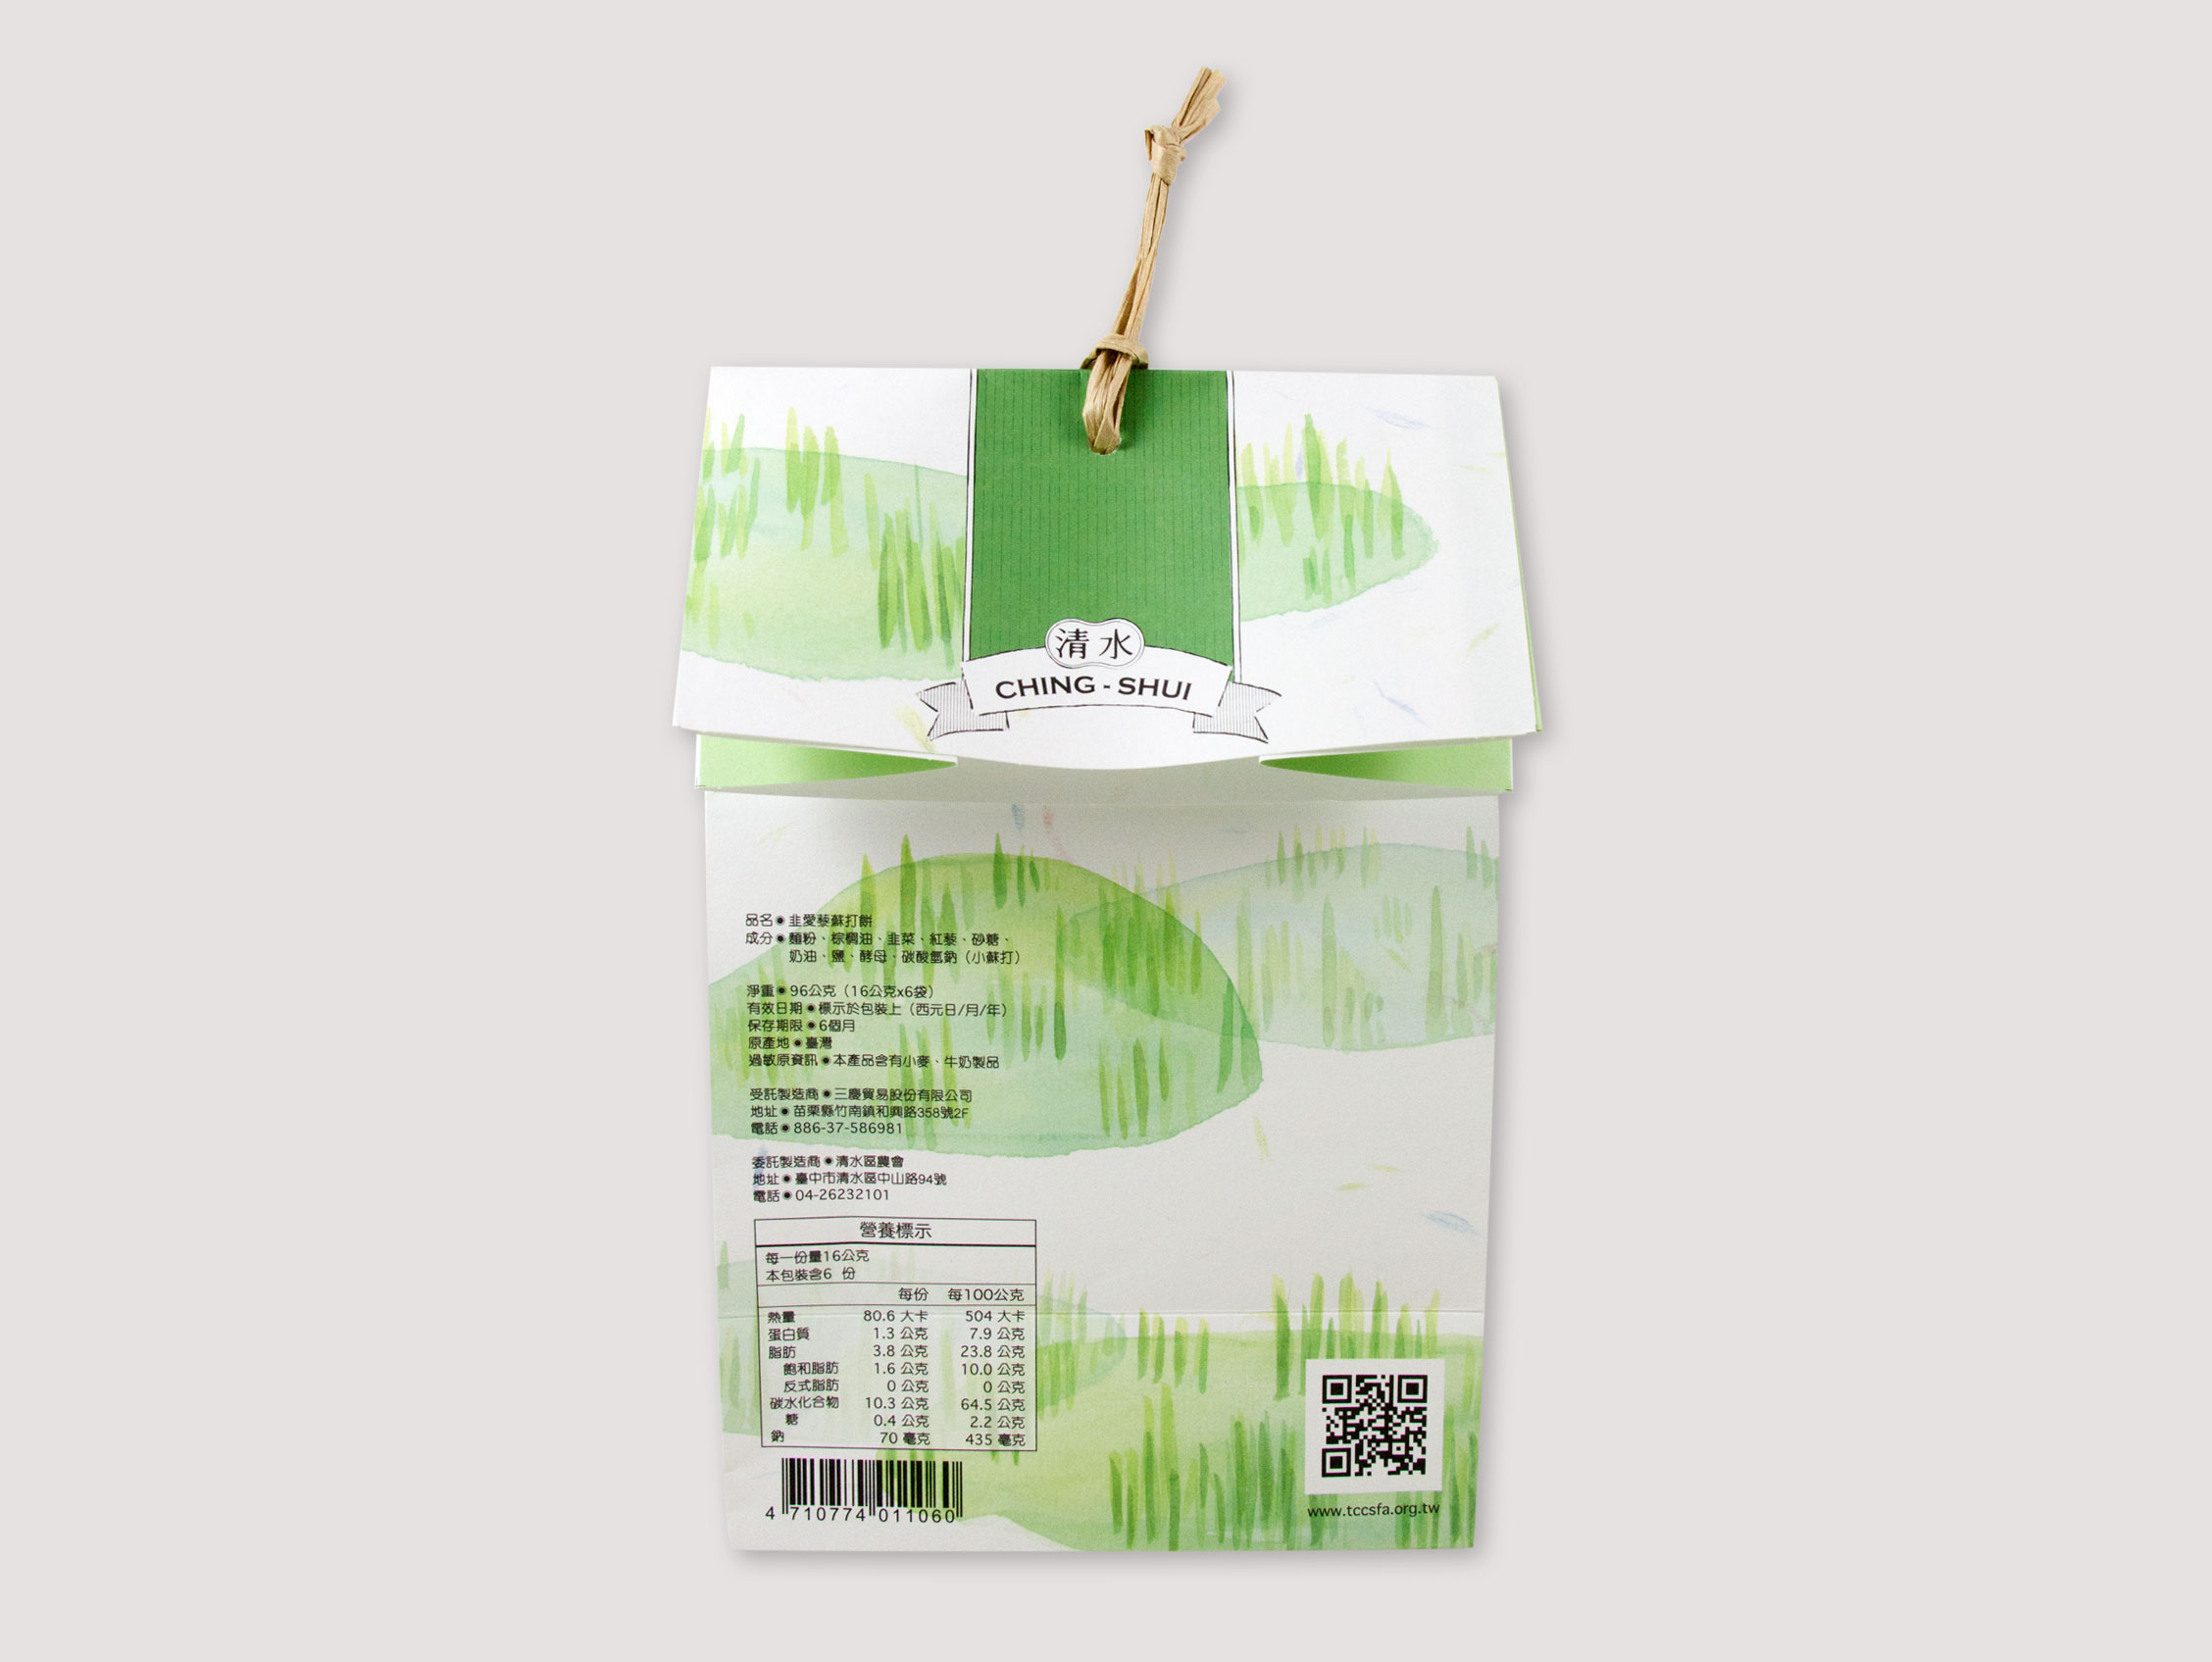 清水
CHING - SHUI
品名◉韭愛藜蘇打餅
成分◉麵粉、棕櫚油、韭菜、紅藜、砂糖、
奶油、鹽、酵母、碳酸氫鈉（小蘇打）
淨重◉96公克（16公克x6袋）
有效日期◉標示於包裝上（西元日/月/年）
保存期限◉6個月
原產地◉臺灣
過敏原資訊◉本產品含有小麥、牛奶製品
受託製造商◉三慶貿易股份有限公司
地址◉苗栗縣竹南鎮和興路358號2F
電話◉886-37-586981
委託製造商◉清水區農會
地址◉臺中市清水區中山路94號
電話◉04-26232101
營養標示
每一份量16公克
本包裝含6 份
每份 每100公克
熱量 80.6 大卡 504 大卡
蛋白質 1.3 公克 7.9 公克
脂肪 3.8 公克 23.8 公克
飽和脂肪 1.6 公克 10.0 公克
反式脂肪 0 公克 0 公克
碳水化合物 10.3 公克 64.5 公克
糖 0.4 公克 2.2 公克
鈉 70 毫克 435 毫克
4 710774 011060
www.tccsfa.org.tw